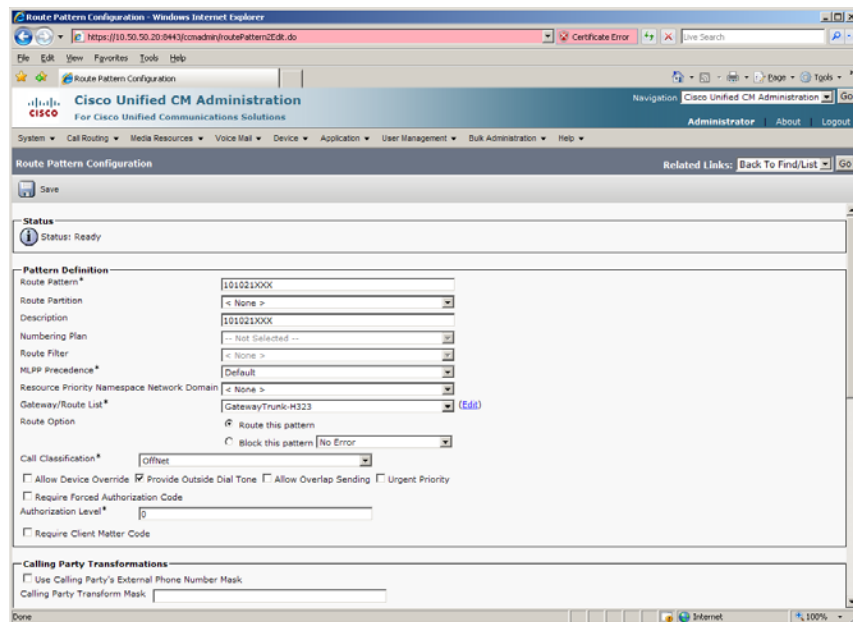 Route Pattern Configuration - Windows Internet Explorer
https://10.50.50.20:8443/ccmadmin/routePattern2Edit.do
Certificate Error
Live Search
File Edit View Favorites Tools Help
Route Pattern Configuration
Page Tools
cisco
Cisco Unified CM Administration
For Cisco Unified Communications Solutions
Navigation Cisco Unified CM Administration Go
Administrator | About | Logout
System Call Routing Media Resources Voice Mail Device Application User Management Bulk Administration Help
Route Pattern Configuration
Related Links: Back To Find/List Go
Save
Status
Status: Ready
Pattern Definition
Route Pattern* 101021XXX
Route Partition < None >
Description 101021XXX
Numbering Plan -- Not Selected --
Route Filter < None >
MLPP Precedence* Default
Resource Priority Namespace Network Domain < None >
Gateway/Route List* GatewayTrunk-H323 (Edit)
Route Option Route this pattern
Block this pattern No Error
Call Classification* OffNet
Allow Device Override Provide Outside Dial Tone Allow Overlap Sending Urgent Priority
Require Forced Authorization Code
Authorization Level* 0
Require Client Matter Code
Calling Party Transformations
Use Calling Party's External Phone Number Mask
Calling Party Transform Mask
Done
Internet
100%